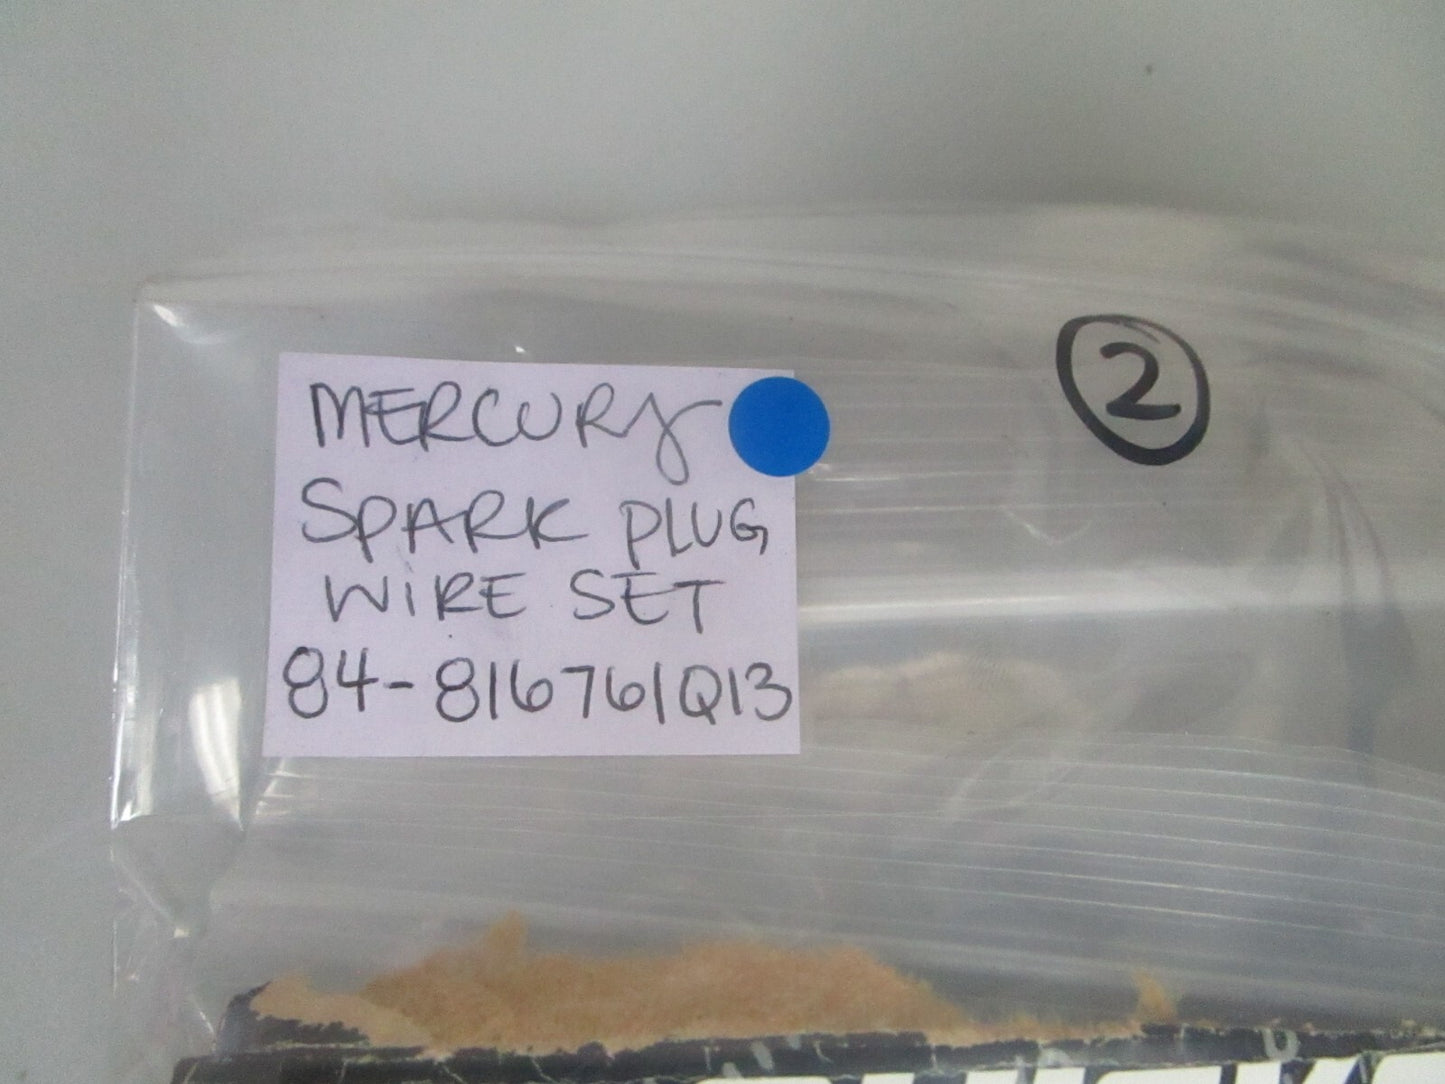 MERCURY
SPARK PLUG
WIRE SET
84-816761Q13
2